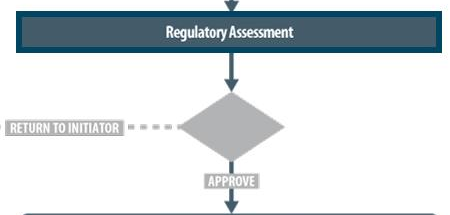 Regulatory Assessment
RETURN TO INITIATOR
APPROVE